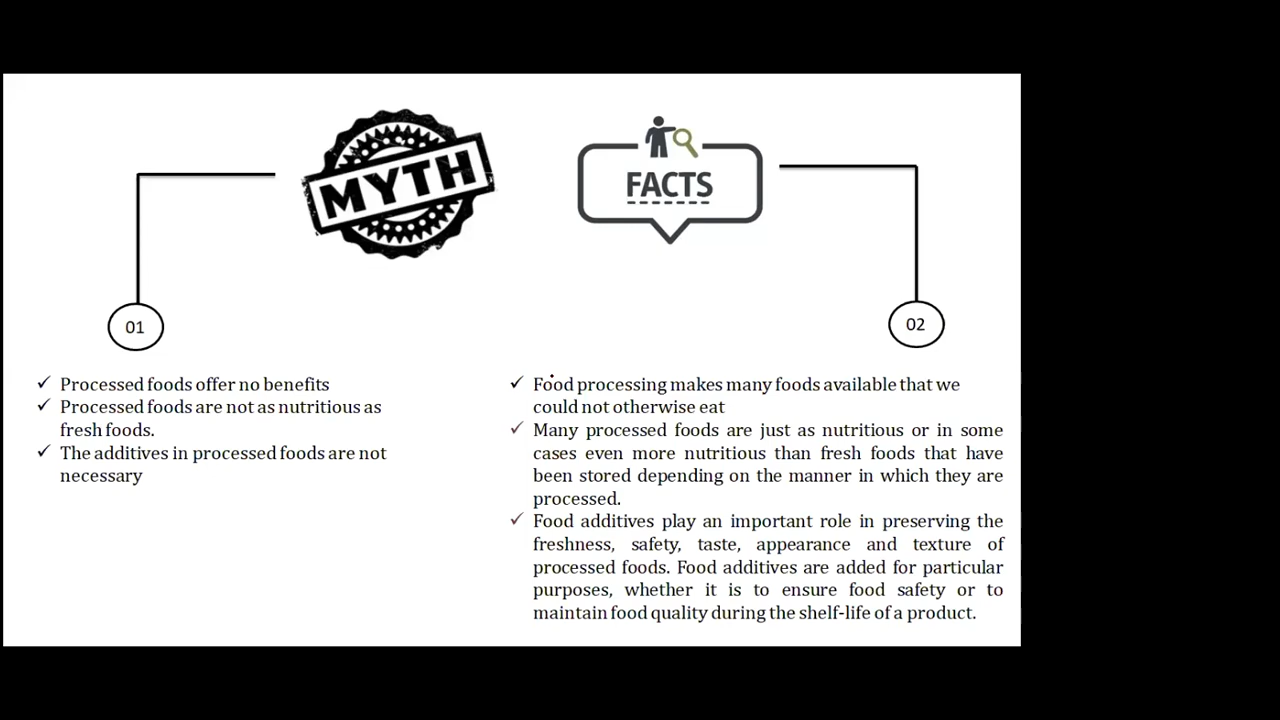 MYTH
FACTS
01
02
✓ Processed foods offer no benefits
✓ Processed foods are not as nutritious as
fresh foods.
✓ The additives in processed foods are not
necessary
✓ Food processing makes many foods available that we
could not otherwise eat
✓ Many processed foods are just as nutritious or in some
cases even more nutritious than fresh foods that have
been stored depending on the manner in which they are
processed.
✓ Food additives play an important role in preserving the
freshness, safety, taste, appearance and texture of
processed foods. Food additives are added for particular
purposes, whether it is to ensure food safety or to
maintain food quality during the shelf-life of a product.